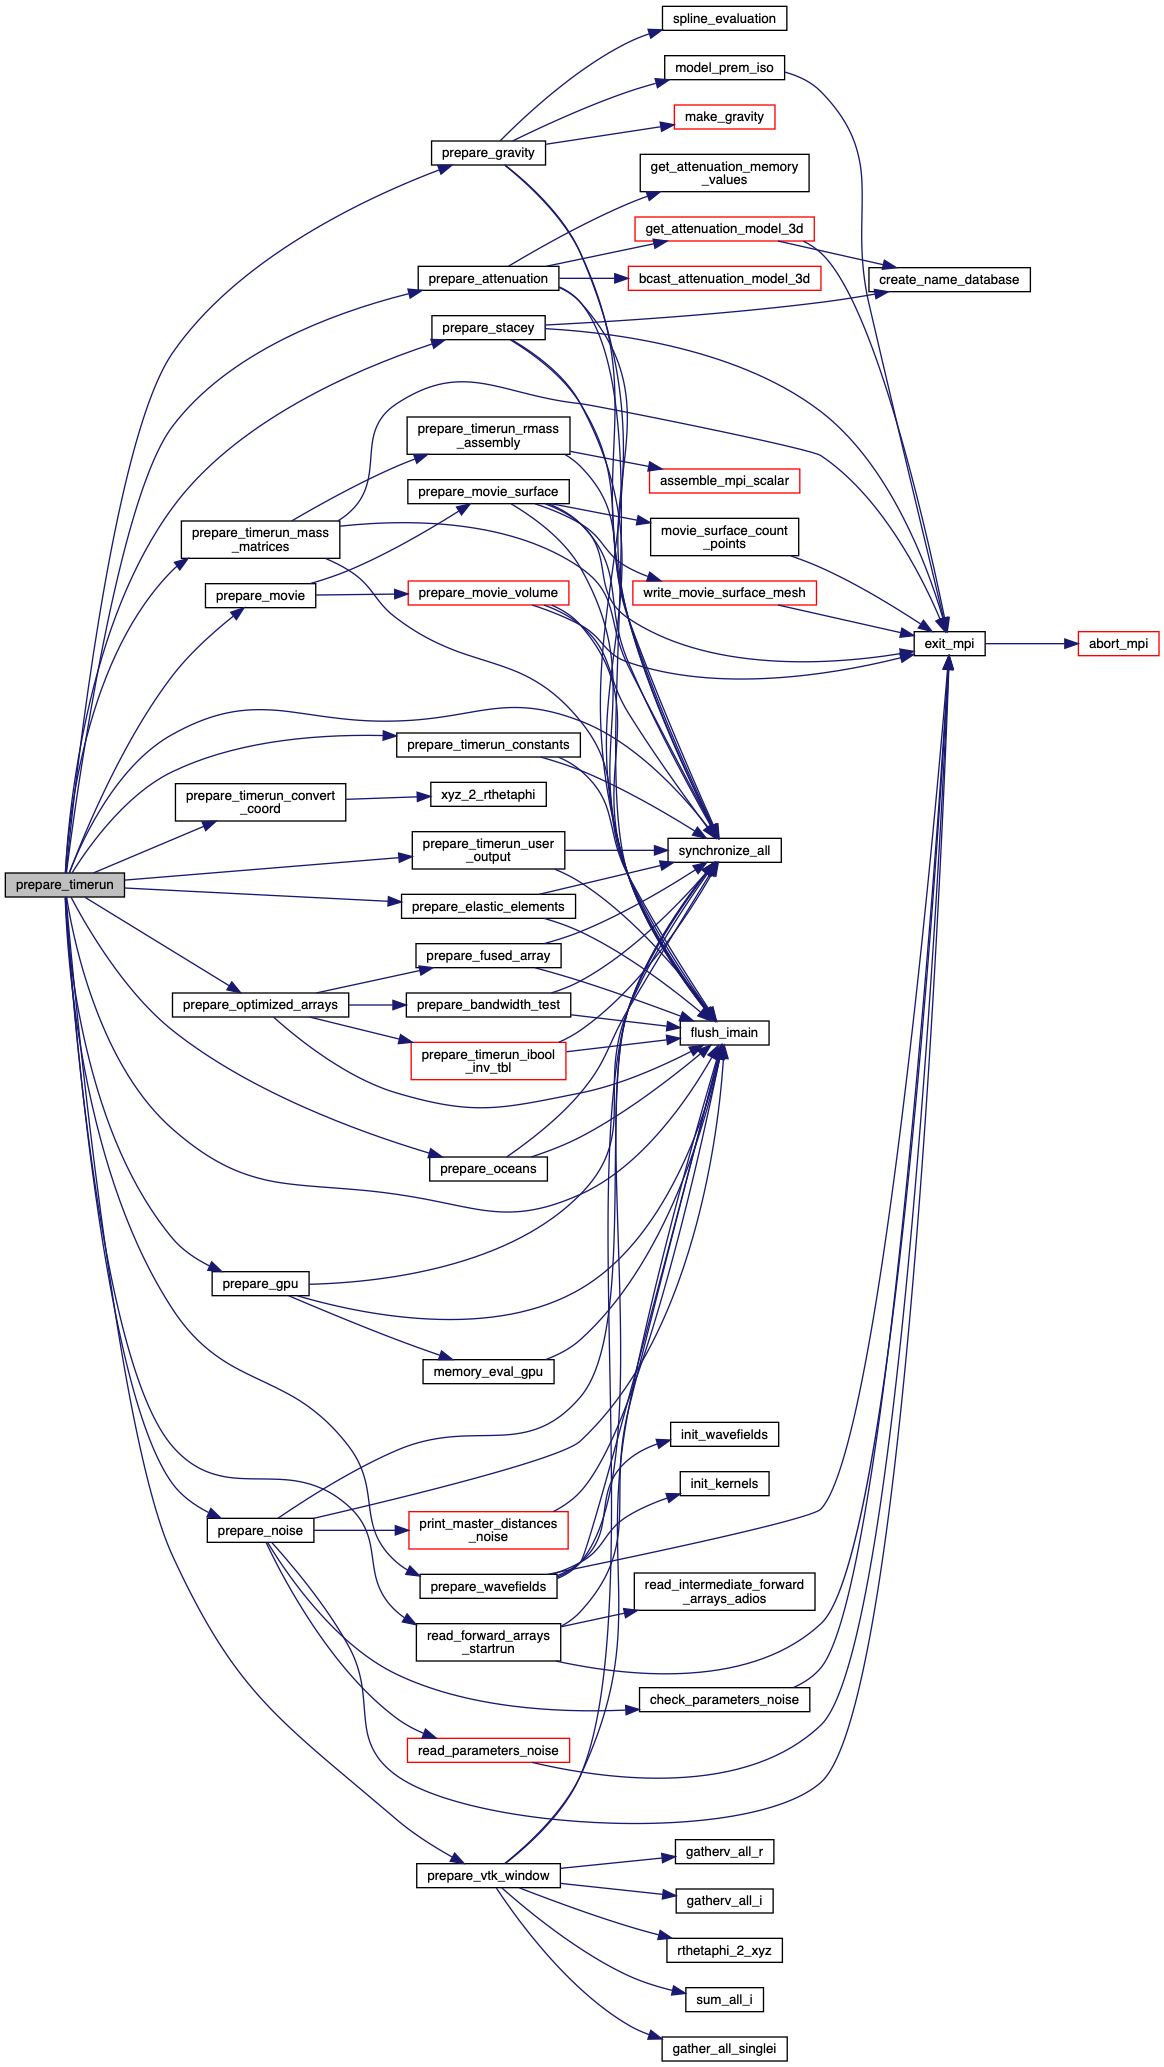 spline_evaluation
model_prem_iso
make_gravity
prepare_gravity
get_attenuation_memory
_values
get_attenuation_model_3d
prepare_attenuation
bcast_attenuation_model_3d
create_name_database
prepare_stacey
prepare_timerun_rmass
_assembly
assemble_mpi_scalar
prepare_movie_surface
prepare_timerun_mass
_matrices
movie_surface_count
_points
prepare_movie
prepare_movie_volume
write_movie_surface_mesh
exit_mpi
abort_mpi
prepare_timerun_constants
prepare_timerun_convert
_coord
xyz_2_rthetaphi
prepare_timerun_user
_output
synchronize_all
prepare_timerun
prepare_elastic_elements
prepare_fused_array
prepare_optimized_arrays
prepare_bandwidth_test
flush_imain
prepare_timerun_ibool
_inv_tbl
prepare_oceans
prepare_gpu
memory_eval_gpu
init_wavefields
init_kernels
prepare_noise
print_master_distances
_noise
prepare_wavefields
read_intermediate_forward
_arrays_adios
read_forward_arrays
_startrun
check_parameters_noise
read_parameters_noise
prepare_vtk_window
gatherv_all_r
gatherv_all_i
rthetaphi_2_xyz
sum_all_i
gather_all_singlei